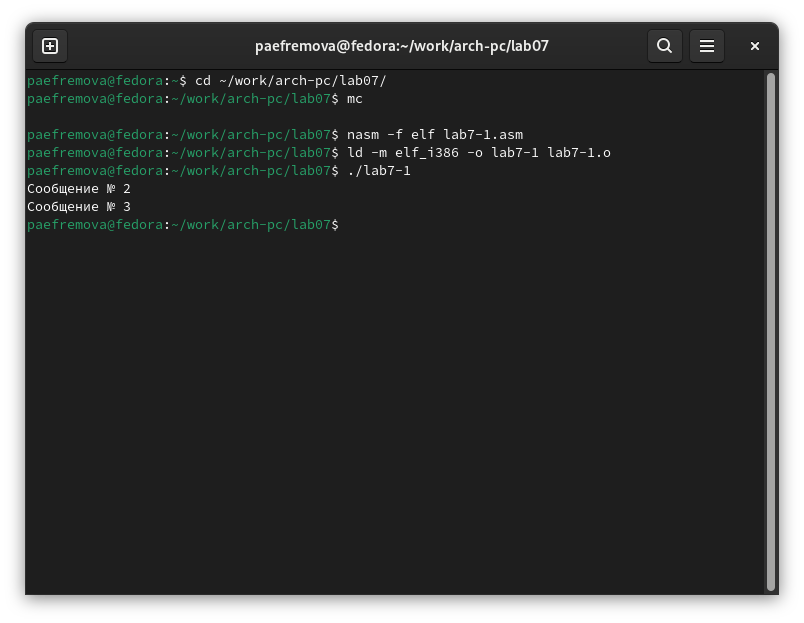 paefremova@fedora:~/work/arch-pc/lab07
paefremova@fedora:~$ cd ~/work/arch-pc/lab07/
paefremova@fedora:~/work/arch-pc/lab07$ mc
paefremova@fedora:~/work/arch-pc/lab07$ nasm -f elf lab7-1.asm
paefremova@fedora:~/work/arch-pc/lab07$ ld -m elf_i386 -o lab7-1 lab7-1.o
paefremova@fedora:~/work/arch-pc/lab07$ ./lab7-1
Сообщение № 2
Сообщение № 3
paefremova@fedora:~/work/arch-pc/lab07$